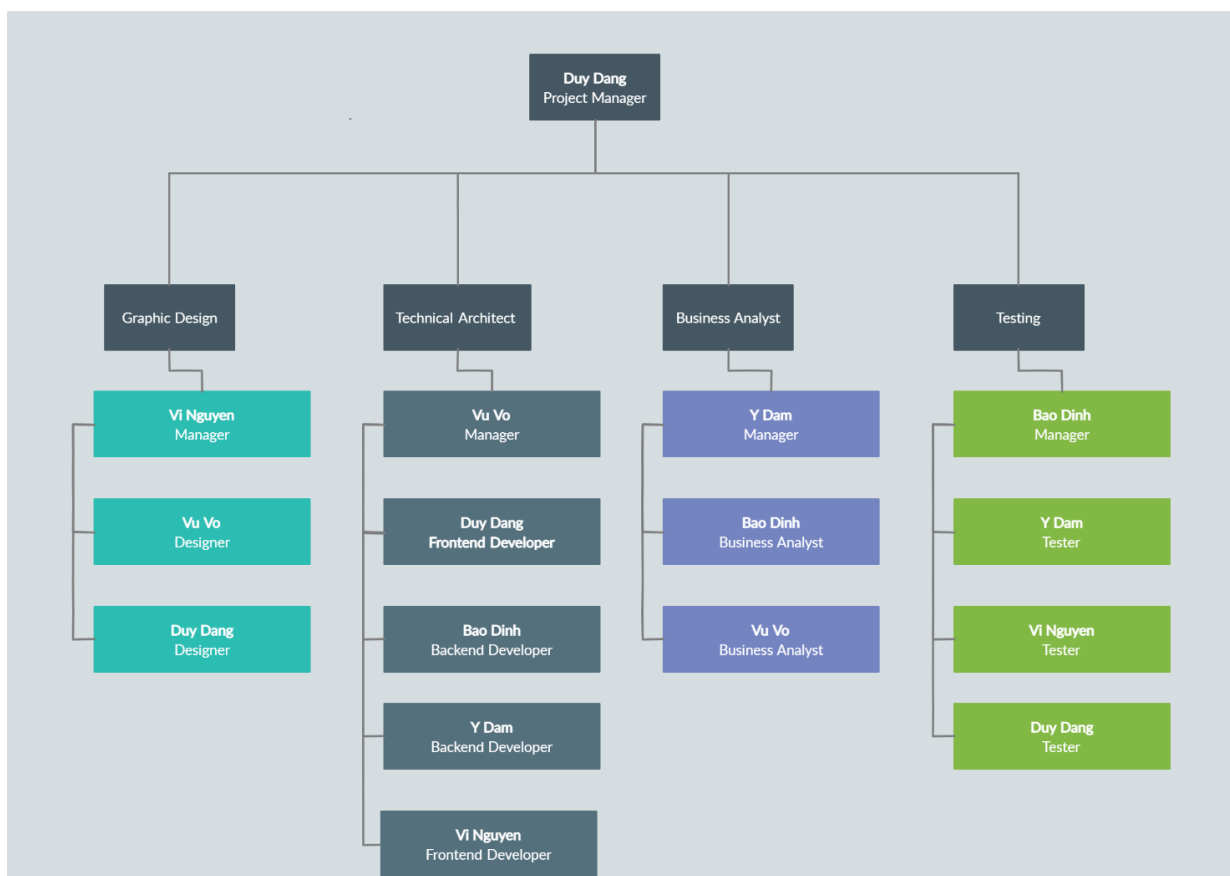 Duy Dang
Project Manager
Graphic Design
Technical Architect
Business Analyst
Testing
Vi Nguyen
Manager
Vu Vo
Designer
Duy Dang
Designer
Vu Vo
Manager
Duy Dang
Frontend Developer
Bao Dinh
Backend Developer
Y Dam
Backend Developer
Vi Nguyen
Frontend Developer
Y Dam
Manager
Bao Dinh
Business Analyst
Vu Vo
Business Analyst
Bao Dinh
Manager
Y Dam
Tester
Vi Nguyen
Tester
Duy Dang
Tester